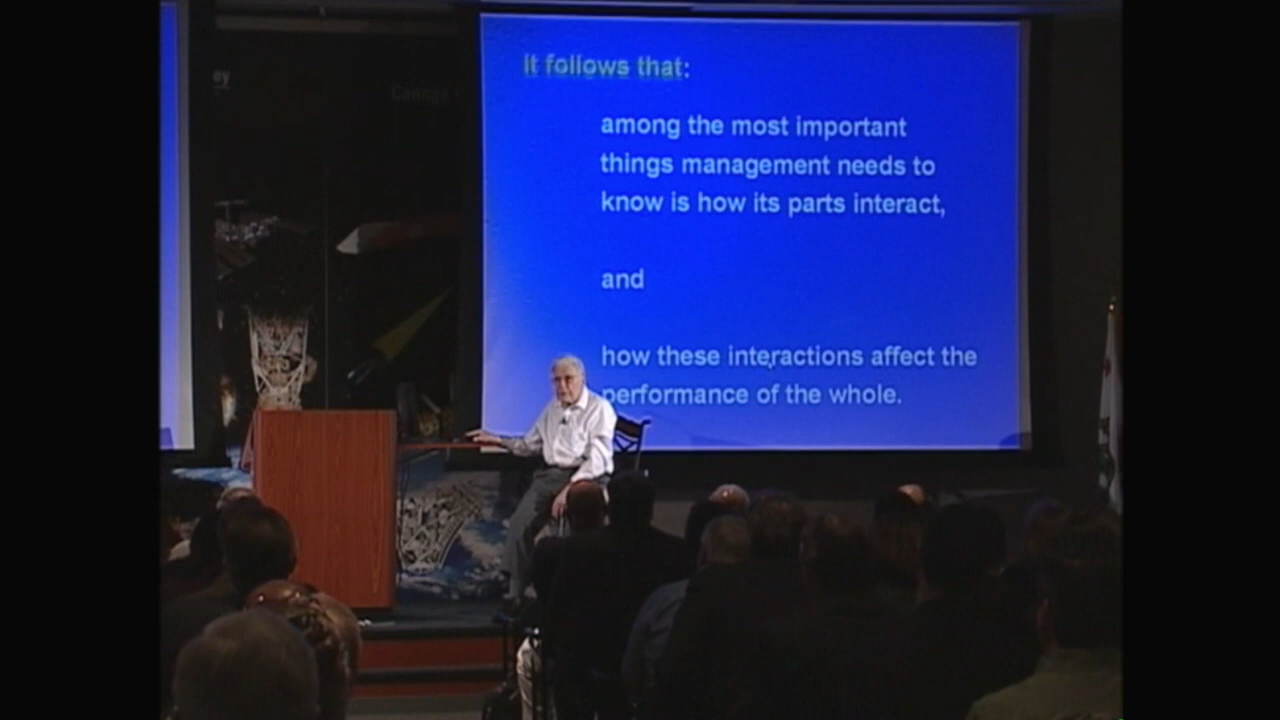 it follows that:
among the most important
things management needs to
know is how its parts interact,
and
how these interactions affect the
performance of the whole.